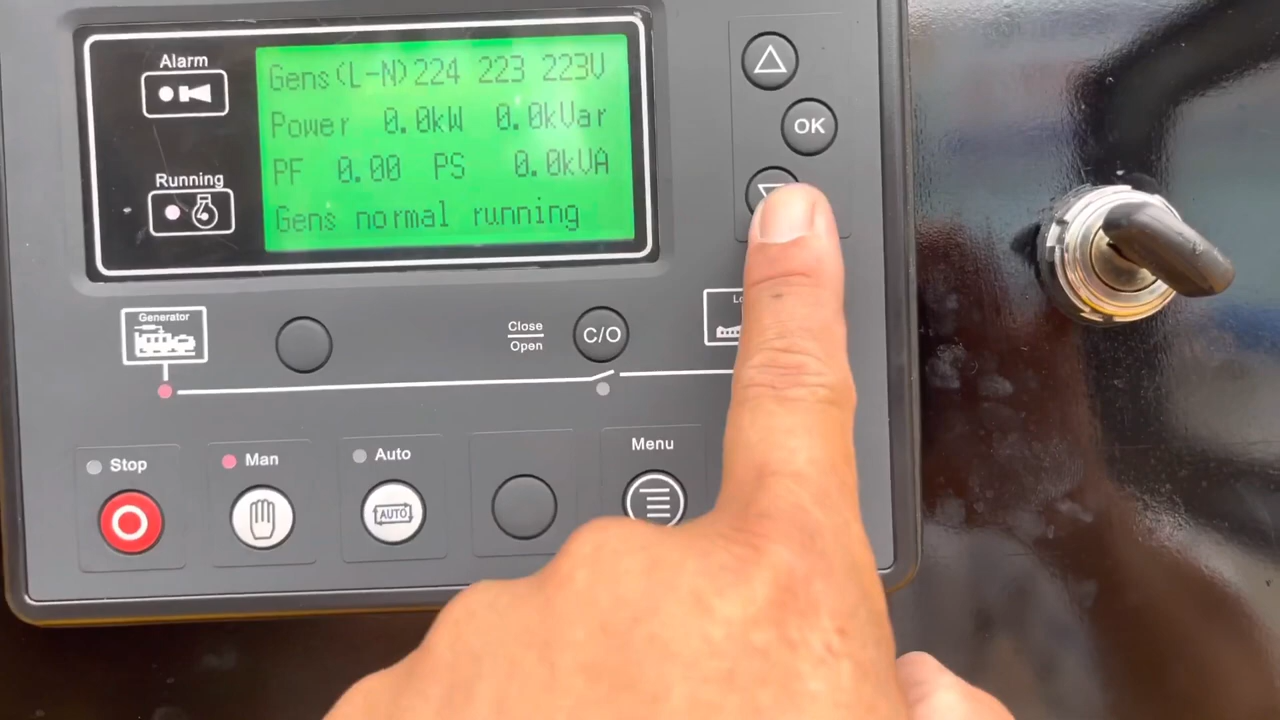 Alarm
Gens(L-N)224 223 223V
Power 0.0kW 0.0kVar
PF 0.00 PS 0.0kVA
Running
Gens normal running
OK
Generator
Close
Open
C/O
Stop
Man
Auto
Menu
AUTO